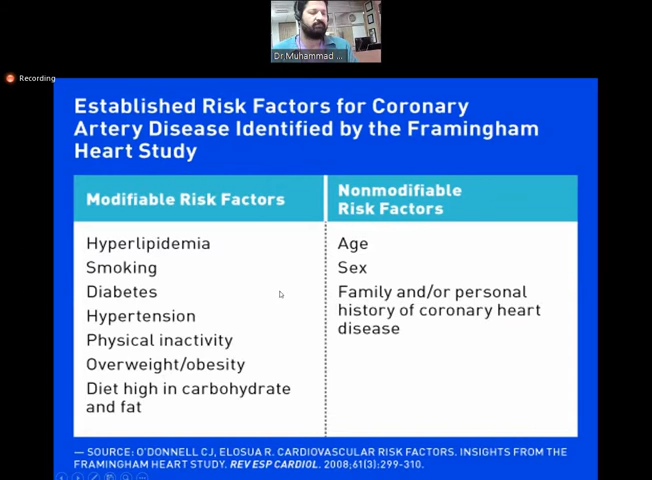 Dr.Muhammad ...
Recording
Established Risk Factors for Coronary
Artery Disease Identified by the Framingham
Heart Study
Modifiable Risk Factors
Nonmodifiable
Risk Factors
Hyperlipidemia
Smoking
Diabetes
Hypertension
Physical inactivity
Overweight/obesity
Diet high in carbohydrate
and fat
Age
Sex
Family and/or personal
history of coronary heart
disease
— SOURCE: O'DONNELL CJ, ELOSUA R. CARDIOVASCULAR RISK FACTORS. INSIGHTS FROM THE
FRAMINGHAM HEART STUDY. REV ESP CARDIOL. 2008;61(3):299-310.